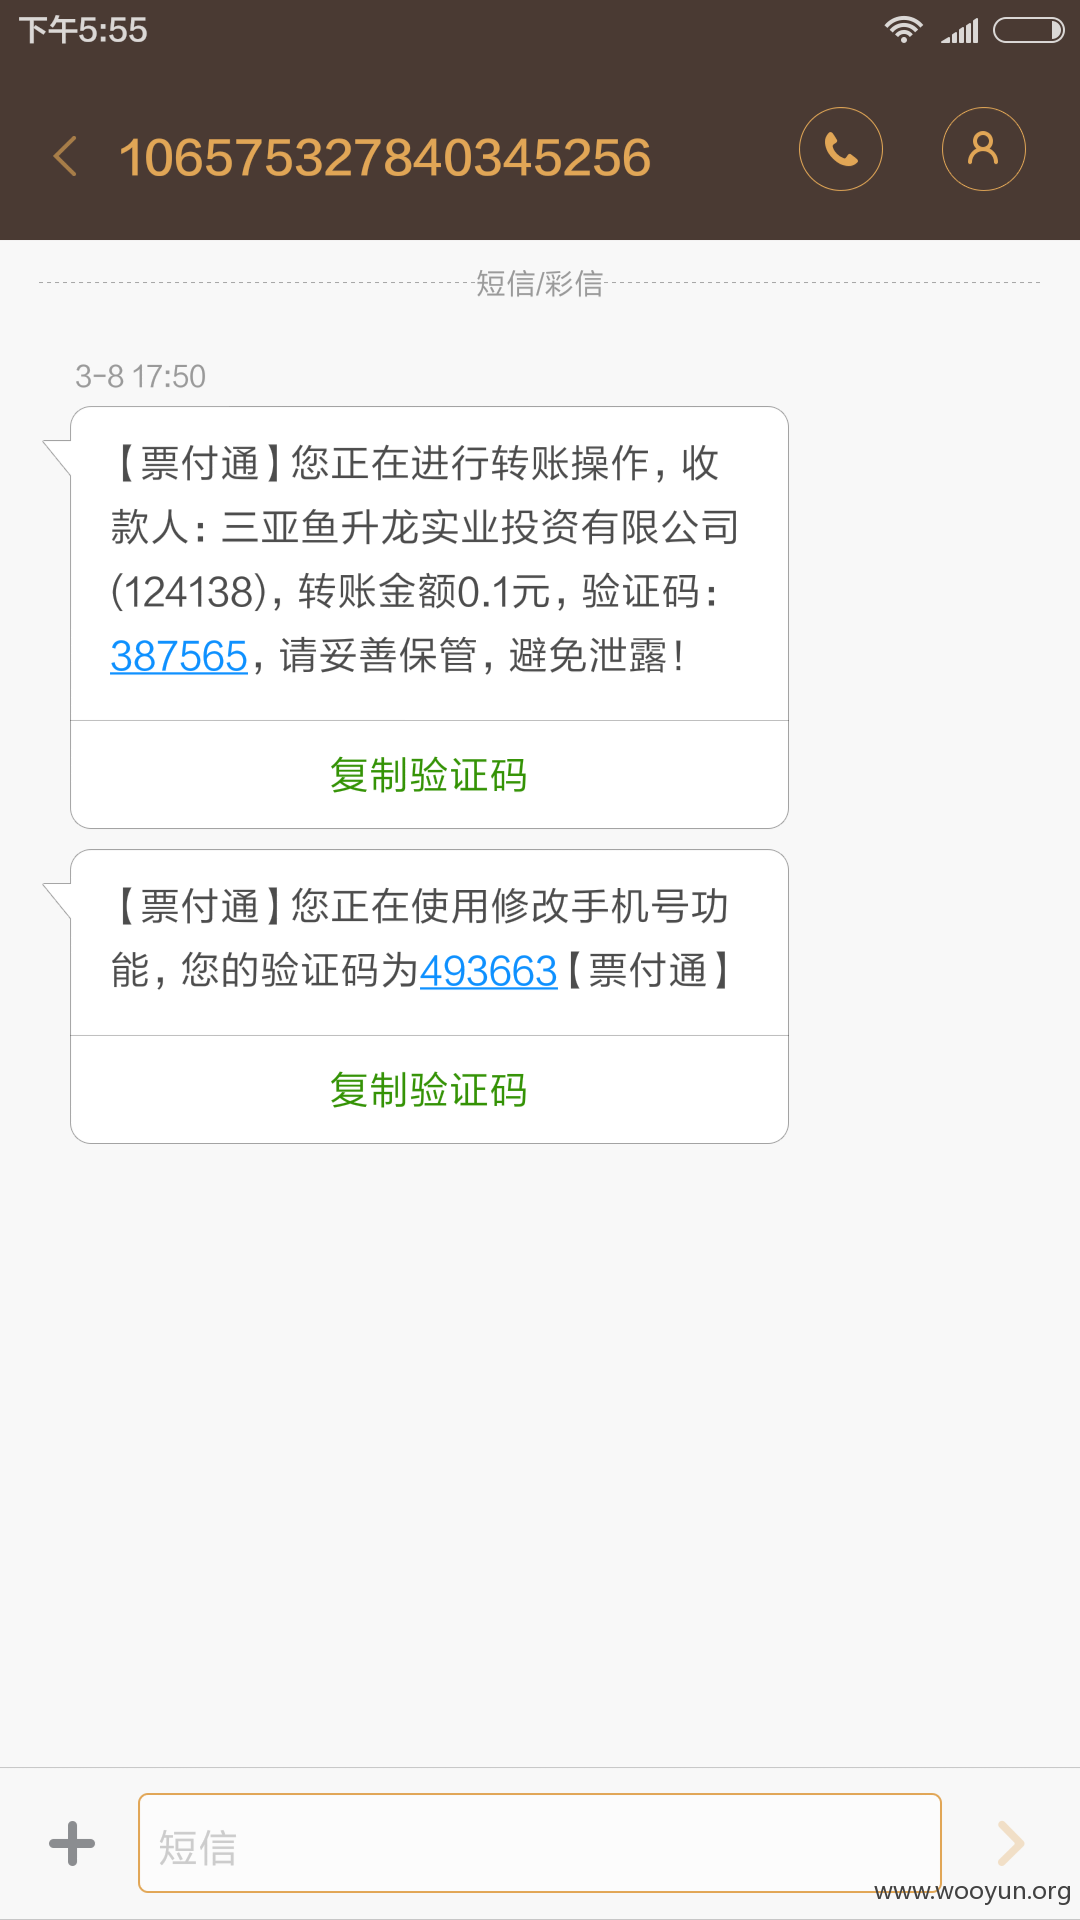 下午5:55
106575327840345256
短信/彩信
3-8 17:50
【票付通】您正在进行转账操作，收
款人：三亚鱼升龙实业投资有限公司
(124138)，转账金额0.1元，验证码：
387565，请妥善保管，避免泄露！
复制验证码
【票付通】您正在使用修改手机号功
能，您的验证码为493663【票付通】
复制验证码
短信
www.wooyun.org